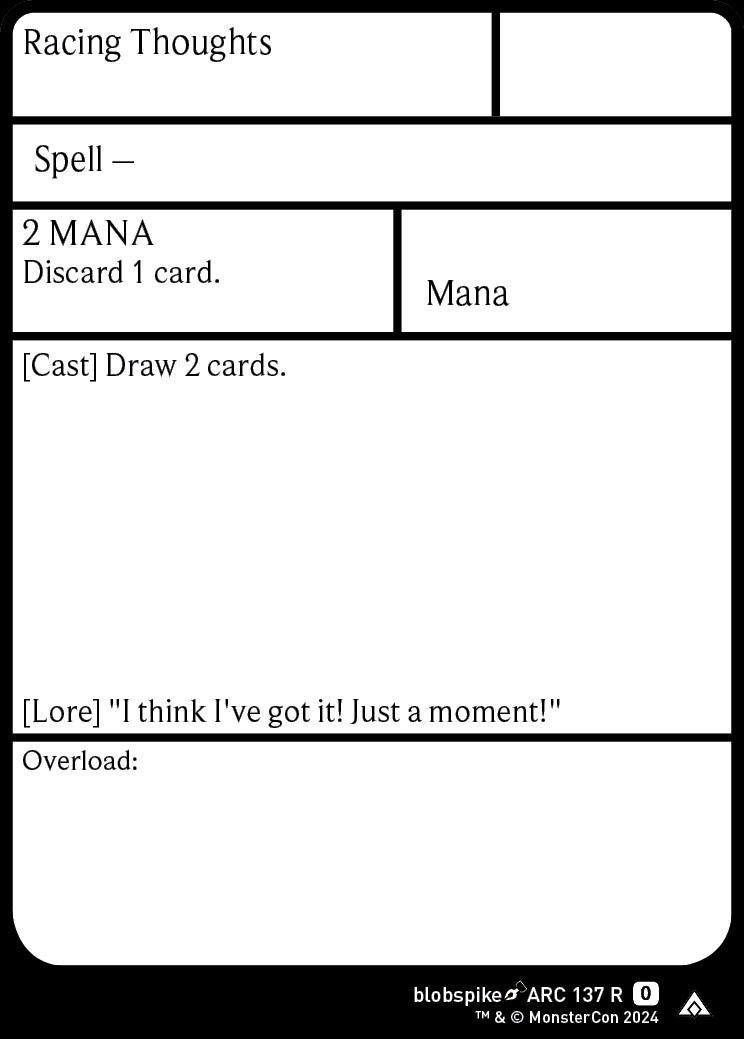 Racing Thoughts
Spell —
2 MANA
Discard 1 card.
Mana
[Cast] Draw 2 cards.
[Lore] "I think I've got it! Just a moment!"
Overload:
blobspike ARC 137 R 0
™ & © MonsterCon 2024